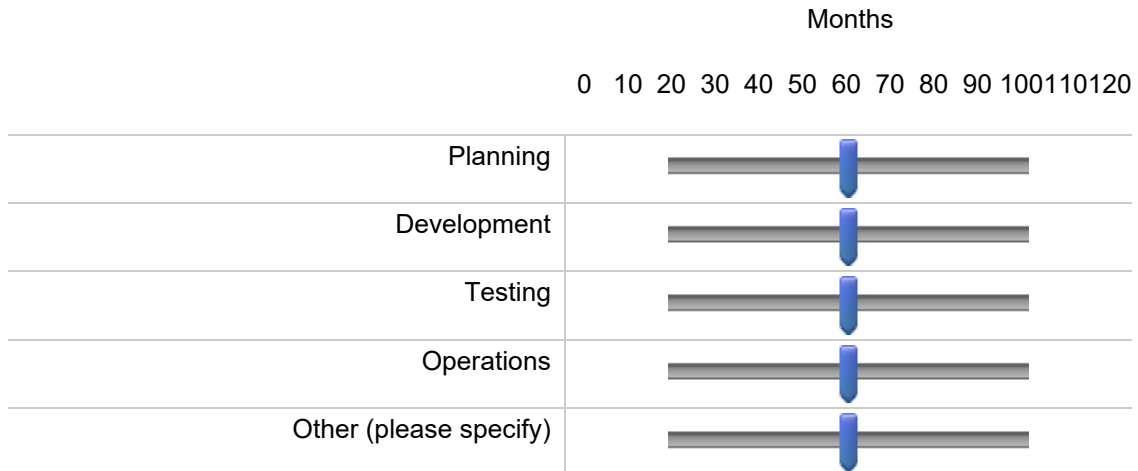 Months
0 10 20 30 40 50 60 70 80 90 100110120
Planning
Development
Testing
Operations
Other (please specify)